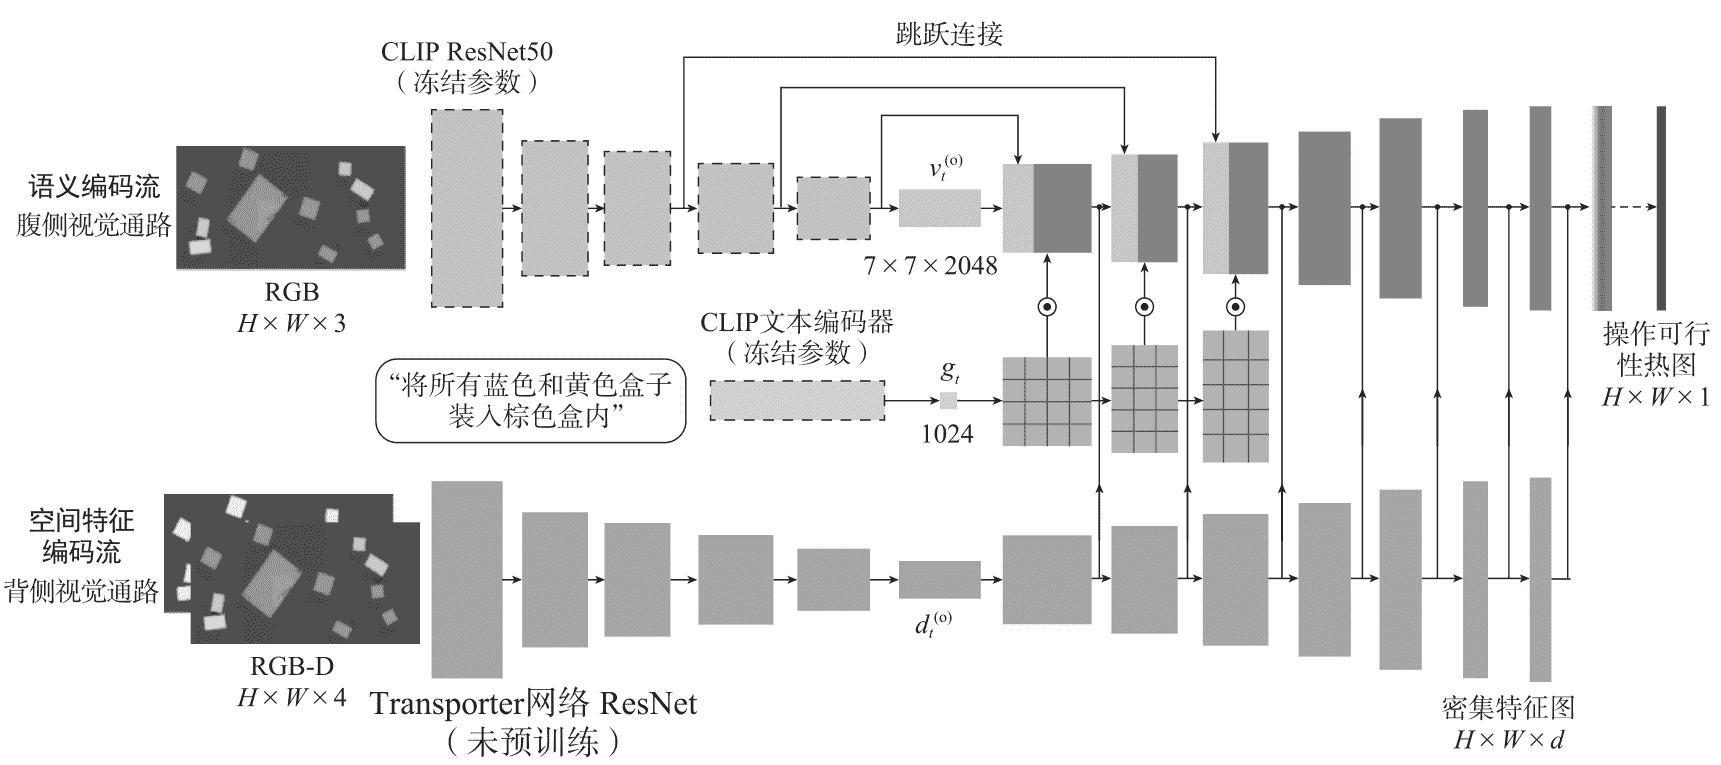 跳跃连接
CLIP ResNet50
（冻结参数）
语义编码流
腹侧视觉通路
RGB
H×W×3
v_t^(o)
7×7×2048
CLIP文本编码器
（冻结参数）
“将所有蓝色和黄色盒子
装入棕色盒内”
g_t
1024
操作可行
性热图
H×W×1
空间特征
编码流
背侧视觉通路
RGB-D
H×W×4
d_t^(o)
Transporter网络 ResNet
（未预训练）
密集特征图
H×W×d